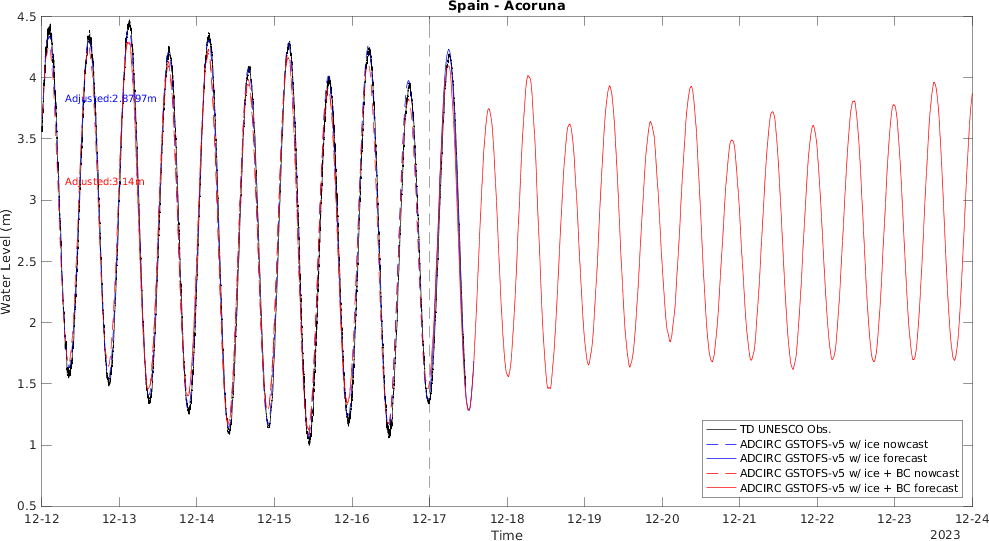 Spain - Acoruna
4.5
4
3.5
3
2.5
2
1.5
1
0.5
Water Level (m)
Adjusted:2.8797m
Adjusted:3.14m
TD UNESCO Obs.
ADCIRC GSTOFS-v5 w/ ice nowcast
ADCIRC GSTOFS-v5 w/ ice forecast
ADCIRC GSTOFS-v5 w/ ice + BC nowcast
ADCIRC GSTOFS-v5 w/ ice + BC forecast
12-12 12-13 12-14 12-15 12-16 12-17 12-18 12-19 12-20 12-21 12-22 12-23 12-24
Time
2023